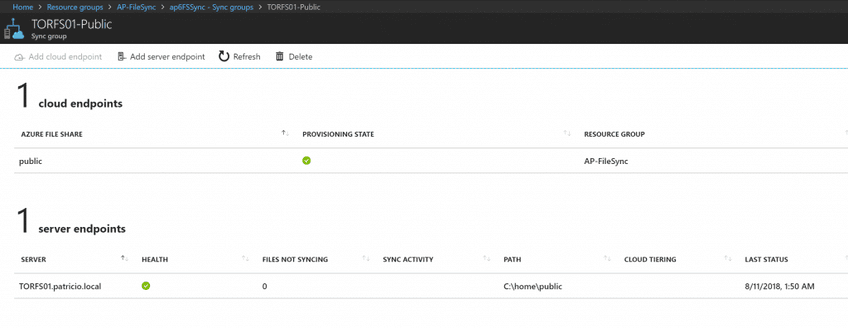 Home > Resource groups > AP-FileSync > ap6FSSync - Sync groups > TORFS01-Public
TORFS01-Public
Sync group
Add cloud endpoint Add server endpoint Refresh Delete
1 cloud endpoints
AZURE FILE SHARE PROVISIONING STATE RESOURCE GROUP
public AP-FileSync
1 server endpoints
SERVER HEALTH FILES NOT SYNCING SYNC ACTIVITY PATH CLOUD TIERING LAST STATUS
TORFS01.patricio.local 0 C:\home\public 8/11/2018, 1:50 AM